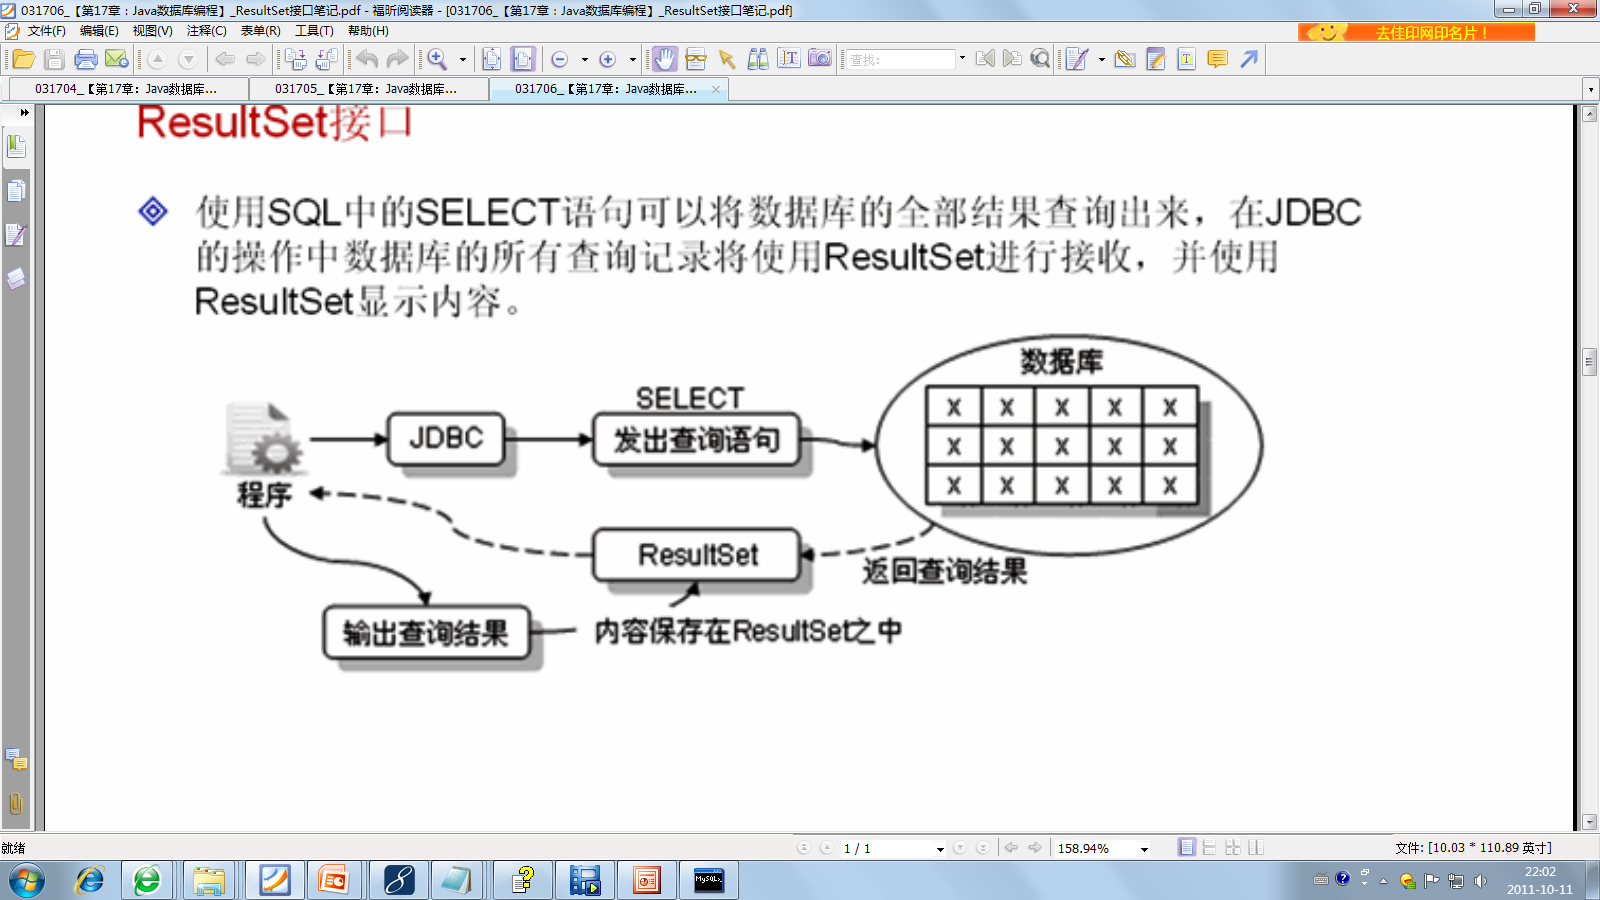 031706_【第17章：Java数据库编程】_ResultSet接口笔记.pdf - 福昕阅读器 - [031706_【第17章：Java数据库编程】_ResultSet接口笔记.pdf]
文件(F) 编辑(E) 视图(V) 注释(C) 表单(R) 工具(T) 帮助(H)
去佳印网印名片！
查找:
031704_【第17章：Java数据库...
031705_【第17章：Java数据库...
031706_【第17章：Java数据库...
ResultSet接口
使用SQL中的SELECT语句可以将数据库的全部结果查询出来，在JDBC
的操作中数据库的所有查询记录将使用ResultSet进行接收，并使用
ResultSet显示内容。
数据库
SELECT
JDBC
发出查询语句
X X X X X
X X X X X
X X X X X
程序
ResultSet
返回查询结果
输出查询结果
内容保存在ResultSet之中
就绪
1 / 1
158.94%
文件: [10.03 * 110.89 英寸]
MySQL
22:02
2011-10-11